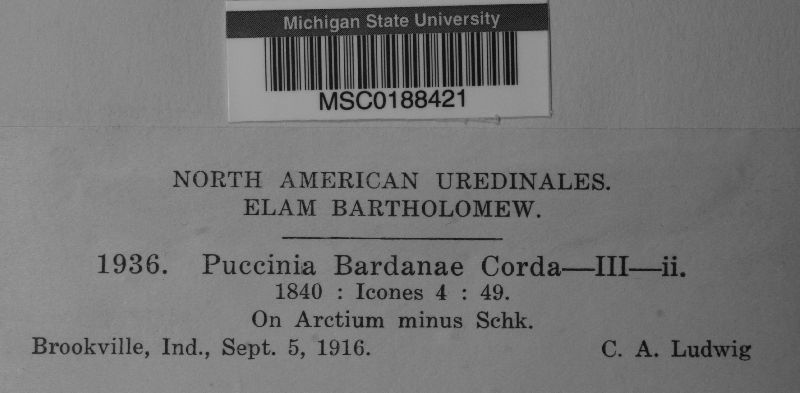 Michigan State University
MSC0188421
NORTH AMERICAN UREDINALES.
ELAM BARTHOLOMEW.
1936. Puccinia Bardanae Corda—III—ii.
1840 : Icones 4 : 49.
On Arctium minus Schk.
Brookville, Ind., Sept. 5, 1916. C. A. Ludwig